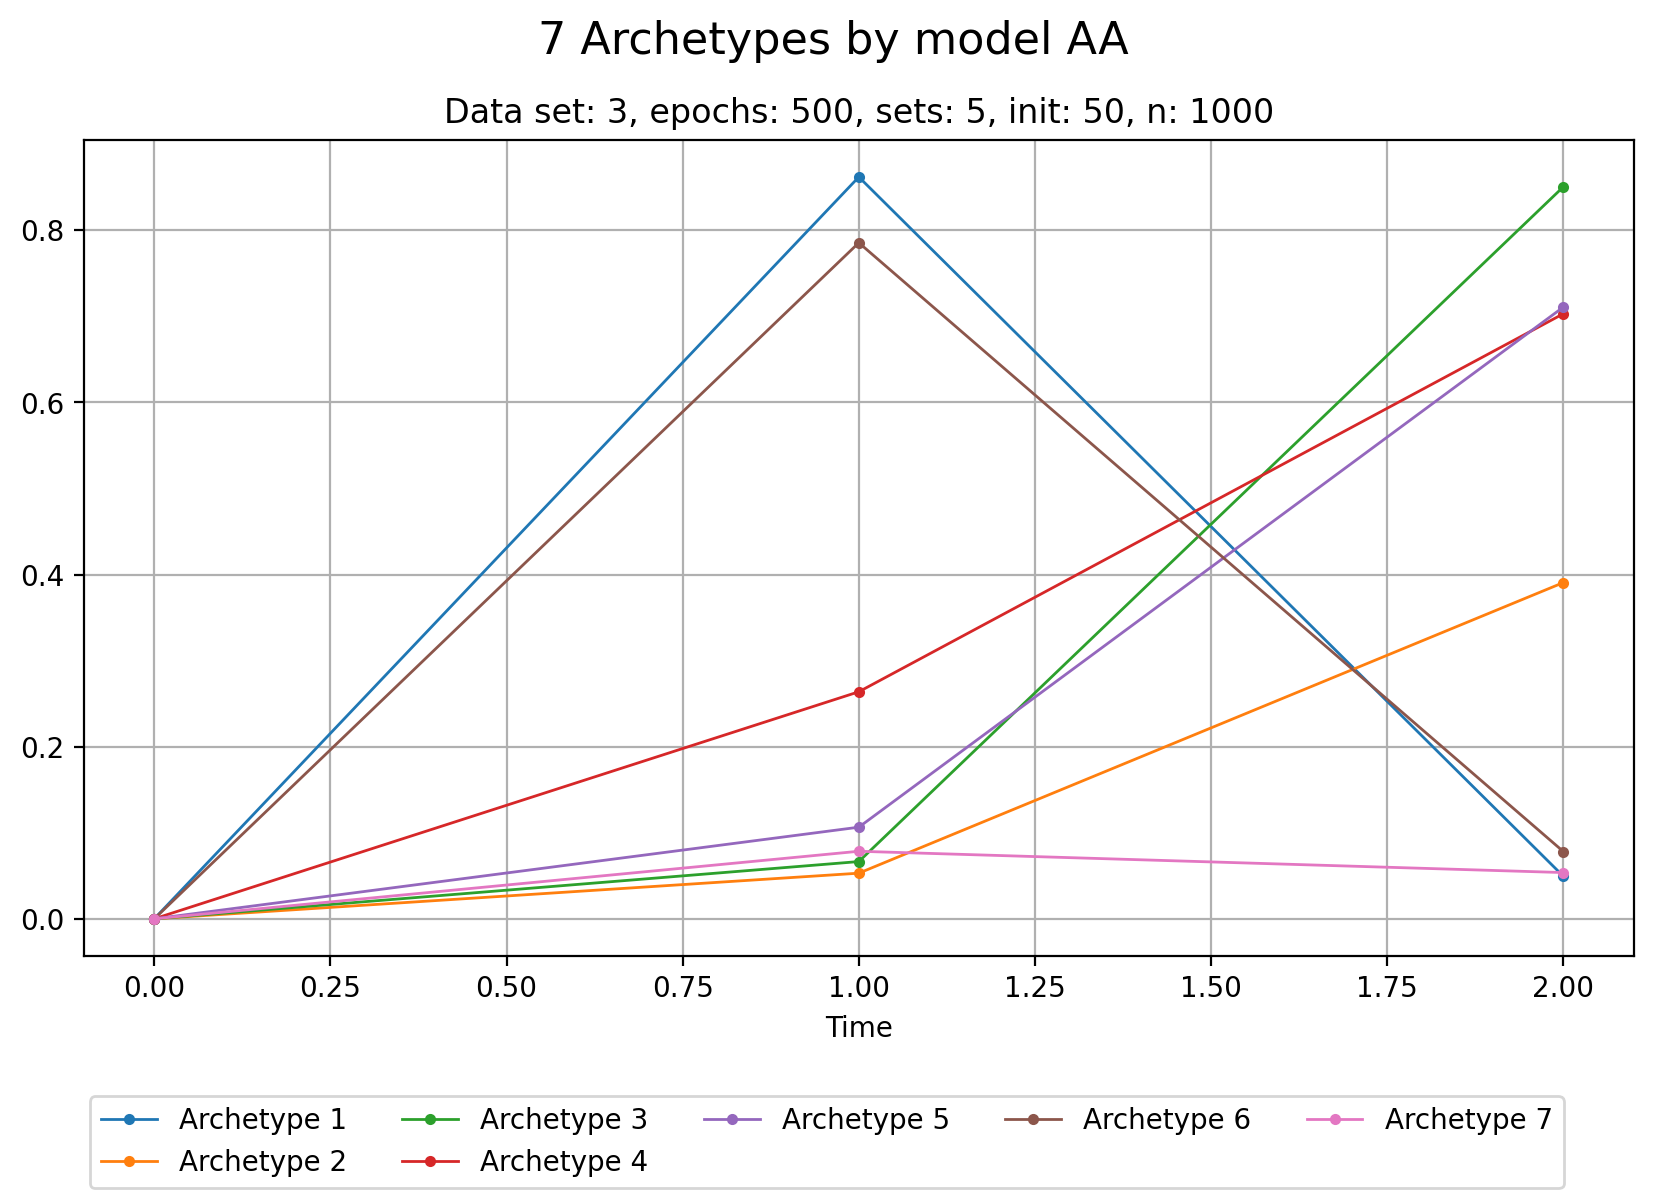 7 Archetypes by model AA
Data set: 3, epochs: 500, sets: 5, init: 50, n: 1000
0.8
0.6
0.4
0.2
0.0
0.00 0.25 0.50 0.75 1.00 1.25 1.50 1.75 2.00
Time
Archetype 1 Archetype 3 Archetype 5 Archetype 6 Archetype 7
Archetype 2 Archetype 4